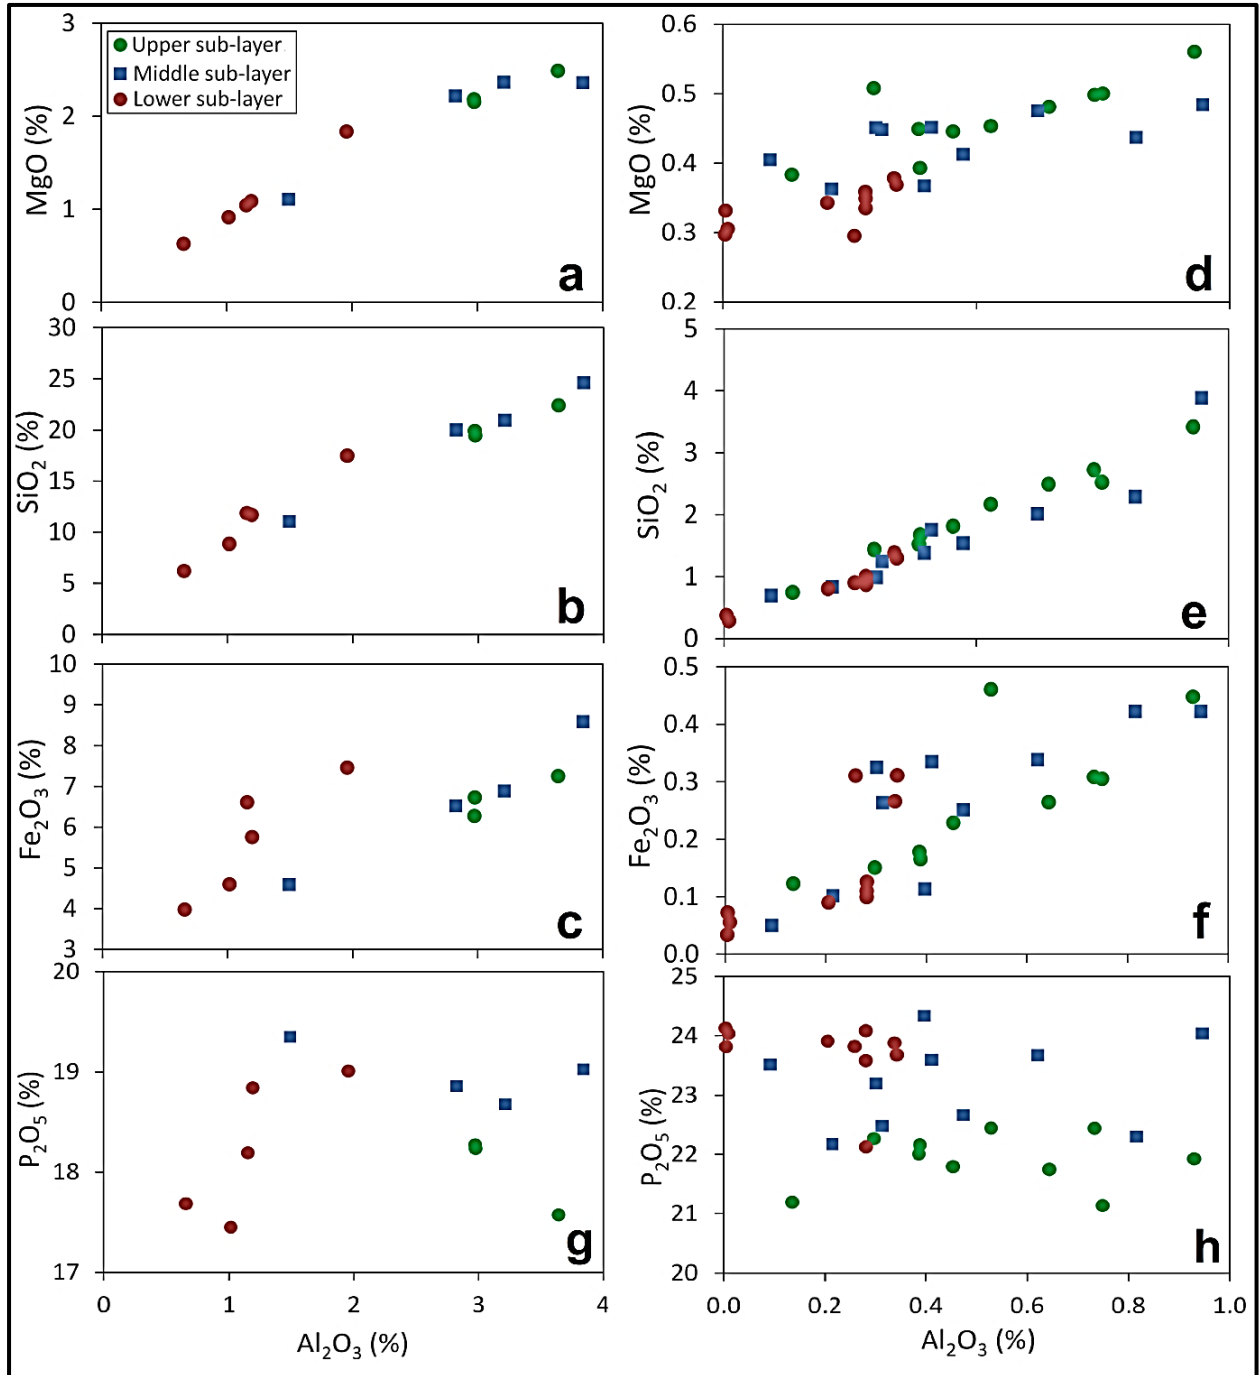 3
2
1
0
MgO (%)
Upper sub-layer
Middle sub-layer
Lower sub-layer
a
0.6
0.5
0.4
0.3
0.2
MgO (%)
d
30
25
20
15
10
5
0
SiO₂ (%)
b
5
4
3
2
1
0
SiO₂ (%)
e
10
9
8
7
6
5
4
3
Fe₂O₃ (%)
c
0.5
0.4
0.3
0.2
0.1
0.0
Fe₂O₃ (%)
f
20
19
18
17
P₂O₅ (%)
g
0 1 2 3 4
Al₂O₃ (%)
25
24
23
22
21
20
P₂O₅ (%)
h
0.0 0.2 0.4 0.6 0.8 1.0
Al₂O₃ (%)